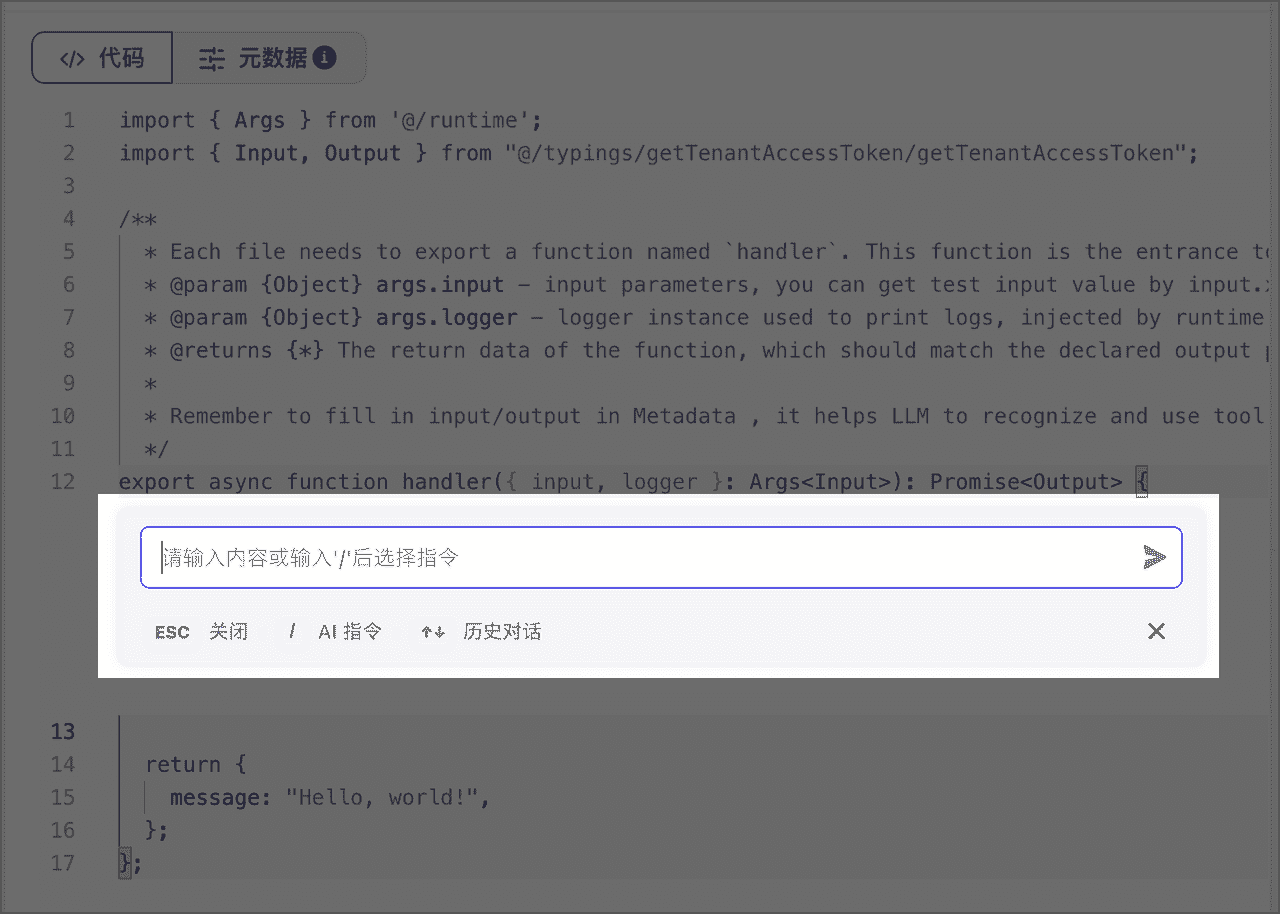 </> 代码 元数据 i
1 import { Args } from '@/runtime';
2 import { Input, Output } from "@/typings/getTenantAccessToken/getTenantAccessToken";
3
4 /**
5 * Each file needs to export a function named `handler`. This function is the entrance to
6 * @param {Object} args.input - input parameters, you can get test input value by input.x
7 * @param {Object} args.logger - logger instance used to print logs, injected by runtime
8 * @returns {*} The return data of the function, which should match the declared output p
9 *
10 * Remember to fill in input/output in Metadata , it helps LLM to recognize and use tool
11 */
12 export async function handler({ input, logger }: Args<Input>): Promise<Output> {
请输入内容或输入'/'后选择指令
ESC 关闭 / AI 指令 ↑↓ 历史对话
13
14 return {
15 message: "Hello, world!",
16 };
17 };